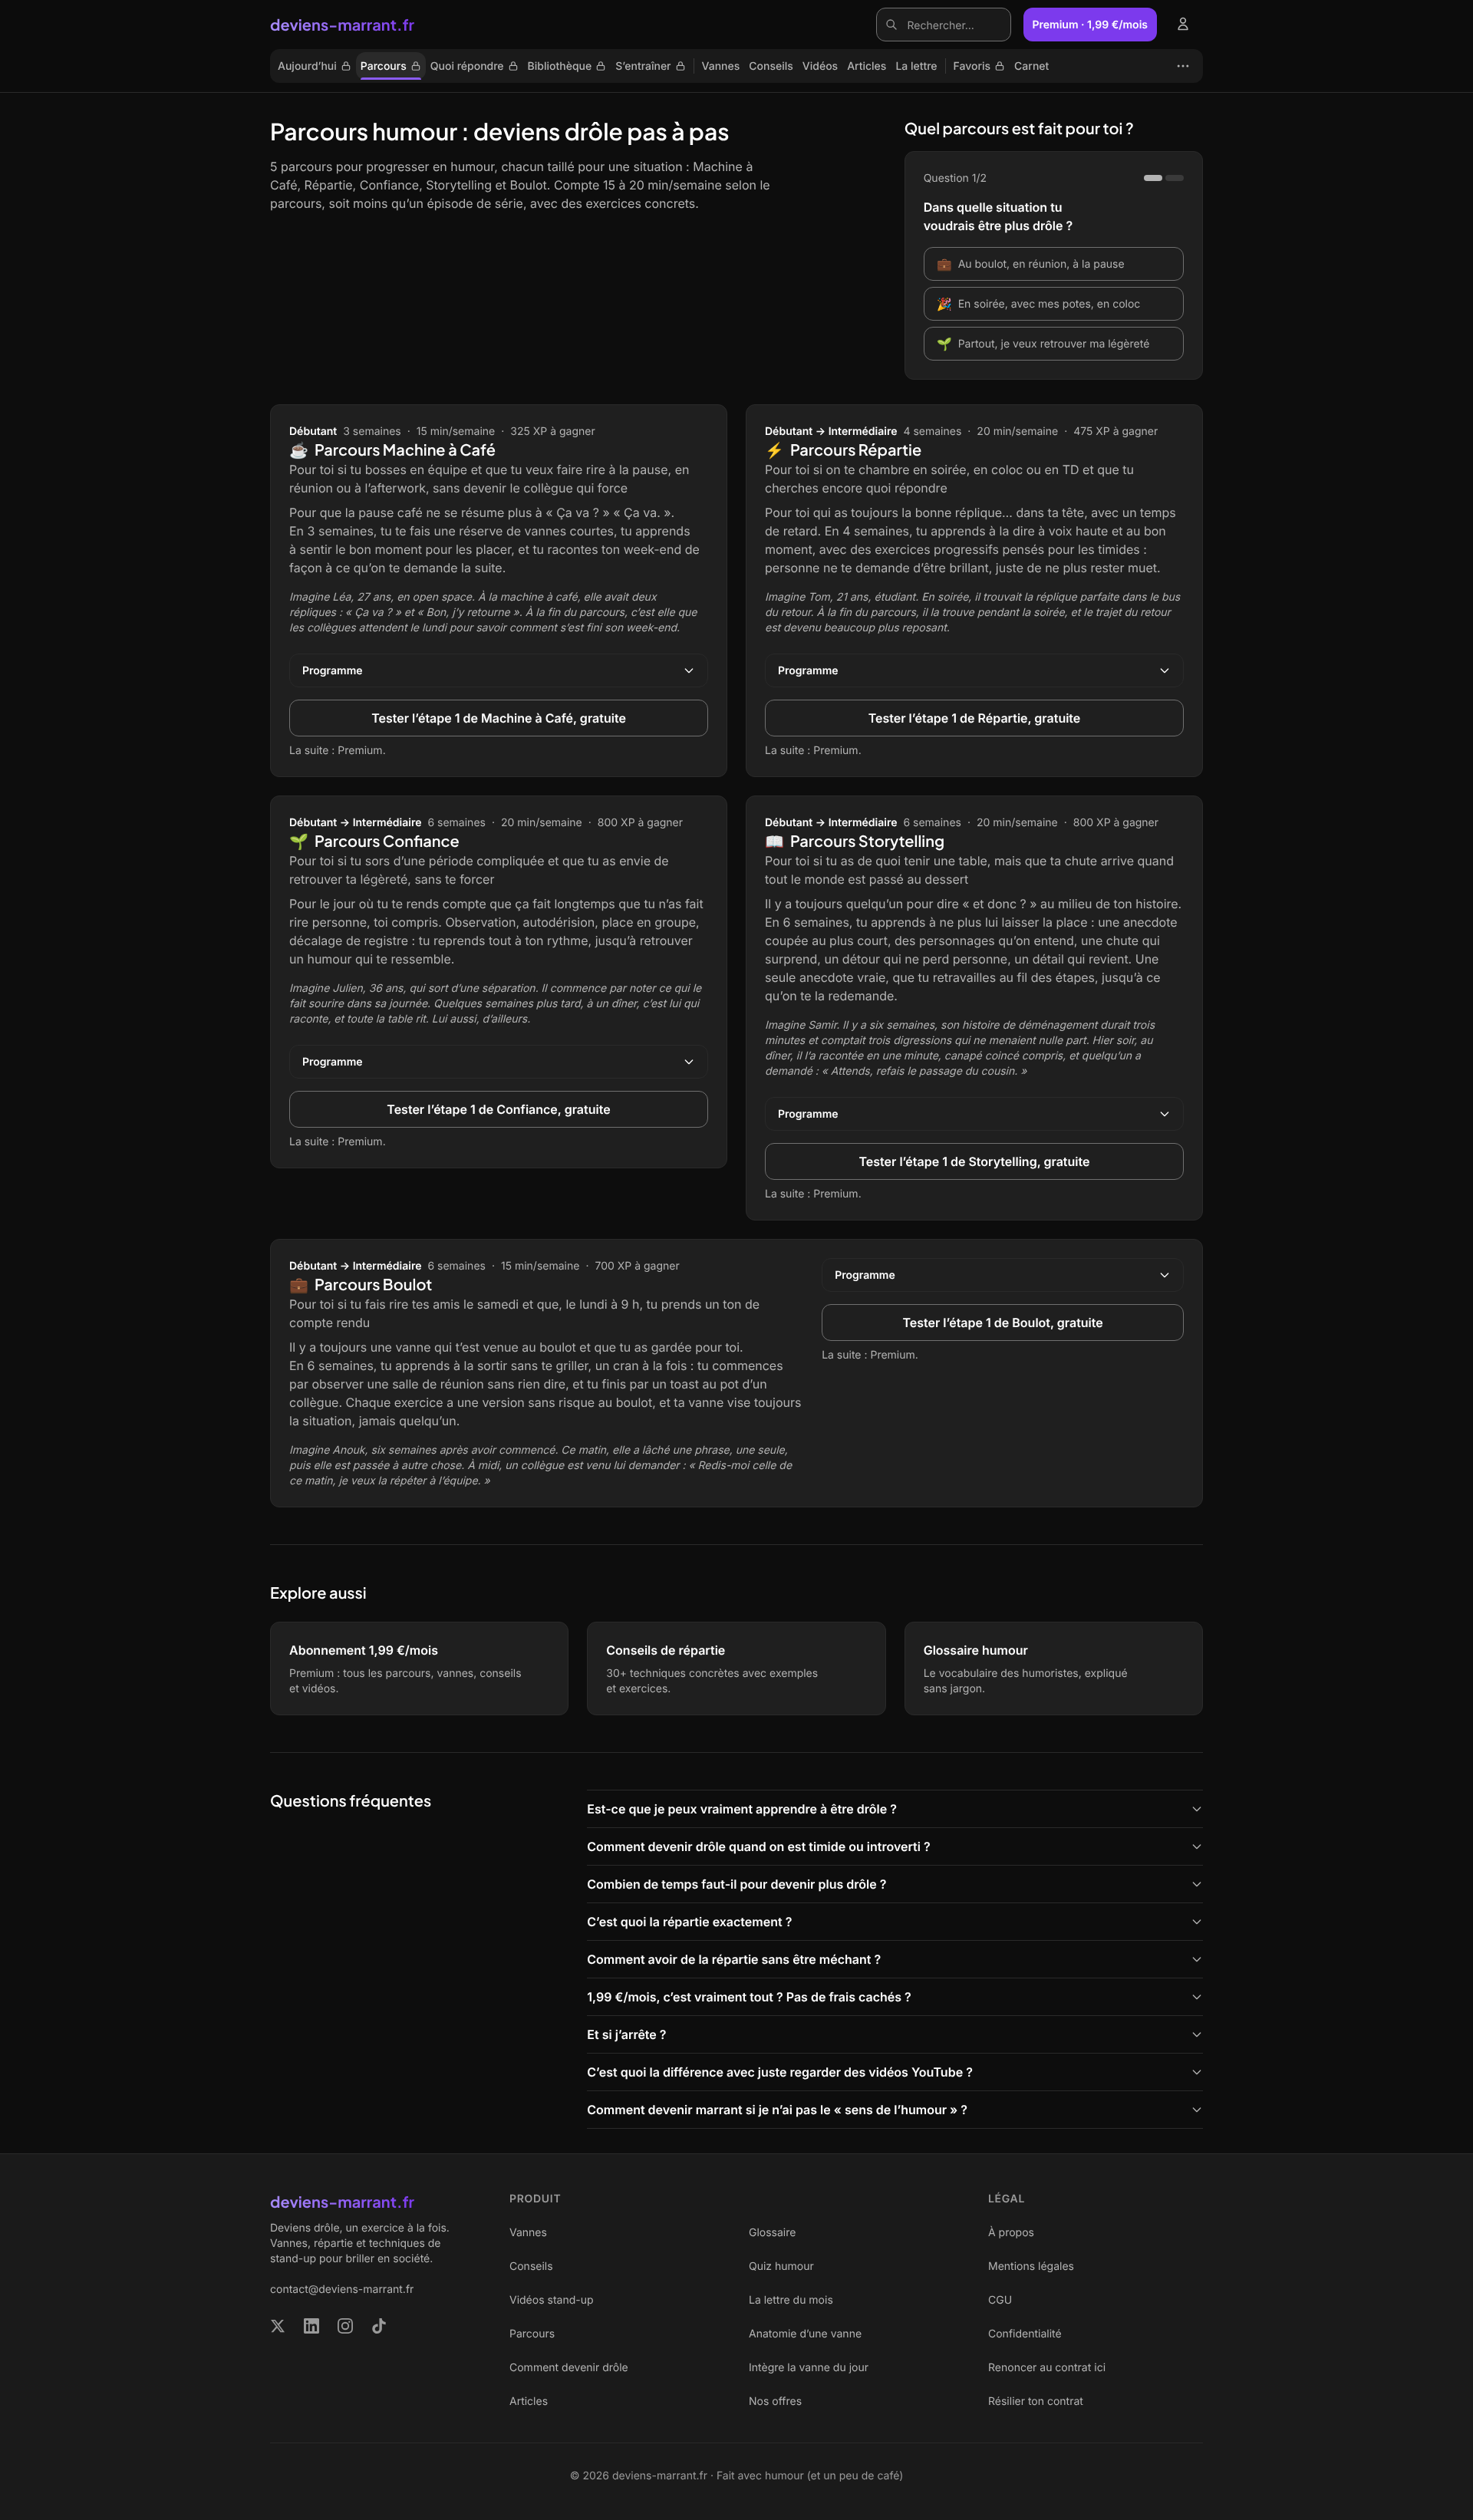 deviens-marrant.fr
Rechercher...
Premium · 1,99 €/mois
Aujourd’hui
Parcours
Quoi répondre
Bibliothèque
S’entraîner
Vannes
Conseils
Vidéos
Articles
La lettre
Favoris
Carnet
Parcours humour : deviens drôle pas à pas
5 parcours pour progresser en humour, chacun taillé pour une situation : Machine à
Café, Répartie, Confiance, Storytelling et Boulot. Compte 15 à 20 min/semaine selon le
parcours, soit moins qu’un épisode de série, avec des exercices concrets.
Quel parcours est fait pour toi ?
Question 1/2
Dans quelle situation tu
voudrais être plus drôle ?
💼 Au boulot, en réunion, à la pause
🎉 En soirée, avec mes potes, en coloc
🌱 Partout, je veux retrouver ma légèreté
Débutant 3 semaines · 15 min/semaine · 325 XP à gagner
☕ Parcours Machine à Café
Pour toi si tu bosses en équipe et que tu veux faire rire à la pause, en
réunion ou à l’afterwork, sans devenir le collègue qui force
Pour que la pause café ne se résume plus à « Ça va ? » « Ça va. ».
En 3 semaines, tu te fais une réserve de vannes courtes, tu apprends
à sentir le bon moment pour les placer, et tu racontes ton week-end de
façon à ce qu’on te demande la suite.
Imagine Léa, 27 ans, en open space. À la machine à café, elle avait deux
répliques : « Ça va ? » et « Bon, j’y retourne ». À la fin du parcours, c’est elle que
les collègues attendent le lundi pour savoir comment s’est fini son week-end.
Programme
Tester l’étape 1 de Machine à Café, gratuite
La suite : Premium.
Débutant → Intermédiaire 4 semaines · 20 min/semaine · 475 XP à gagner
⚡ Parcours Répartie
Pour toi si on te chambre en soirée, en coloc ou en TD et que tu
cherches encore quoi répondre
Pour toi qui as toujours la bonne réplique… dans ta tête, avec un temps
de retard. En 4 semaines, tu apprends à la dire à voix haute et au bon
moment, avec des exercices progressifs pensés pour les timides :
personne ne te demande d’être brillant, juste de ne plus rester muet.
Imagine Tom, 21 ans, étudiant. En soirée, il trouvait la réplique parfaite dans le bus
du retour. À la fin du parcours, il la trouve pendant la soirée, et le trajet du retour
est devenu beaucoup plus reposant.
Programme
Tester l’étape 1 de Répartie, gratuite
La suite : Premium.
Débutant → Intermédiaire 6 semaines · 20 min/semaine · 800 XP à gagner
🌱 Parcours Confiance
Pour toi si tu sors d’une période compliquée et que tu as envie de
retrouver ta légèreté, sans te forcer
Pour le jour où tu te rends compte que ça fait longtemps que tu n’as fait
rire personne, toi compris. Observation, autodérision, place en groupe,
décalage de registre : tu reprends tout à ton rythme, jusqu’à retrouver
un humour qui te ressemble.
Imagine Julien, 36 ans, qui sort d’une séparation. Il commence par noter ce qui le
fait sourire dans sa journée. Quelques semaines plus tard, à un dîner, c’est lui qui
raconte, et toute la table rit. Lui aussi, d’ailleurs.
Programme
Tester l’étape 1 de Confiance, gratuite
La suite : Premium.
Débutant → Intermédiaire 6 semaines · 20 min/semaine · 800 XP à gagner
📖 Parcours Storytelling
Pour toi si tu as de quoi tenir une table, mais que ta chute arrive quand
tout le monde est passé au dessert
Il y a toujours quelqu’un pour dire « et donc ? » au milieu de ton histoire.
En 6 semaines, tu apprends à ne plus lui laisser la place : une anecdote
coupée au plus court, des personnages qu’on entend, une chute qui
surprend, un détour qui ne perd personne, un détail qui revient. Une
seule anecdote vraie, que tu retravailles au fil des étapes, jusqu’à ce
qu’on te la redemande.
Imagine Samir. Il y a six semaines, son histoire de déménagement durait trois
minutes et comptait trois digressions qui ne menaient nulle part. Hier soir, au
dîner, il l’a racontée en une minute, canapé coincé compris, et quelqu’un a
demandé : « Attends, refais le passage du cousin. »
Programme
Tester l’étape 1 de Storytelling, gratuite
La suite : Premium.
Débutant → Intermédiaire 6 semaines · 15 min/semaine · 700 XP à gagner
💼 Parcours Boulot
Pour toi si tu fais rire tes amis le samedi et que, le lundi à 9 h, tu prends un ton de
compte rendu
Il y a toujours une vanne qui t’est venue au boulot et que tu as gardée pour toi.
En 6 semaines, tu apprends à la sortir sans te griller, un cran à la fois : tu commences
par observer une salle de réunion sans rien dire, et tu finis par un toast au pot d’un
collègue. Chaque exercice a une version sans risque au boulot, et ta vanne vise toujours
la situation, jamais quelqu’un.
Imagine Anouk, six semaines après avoir commencé. Ce matin, elle a lâché une phrase, une seule,
puis elle est passée à autre chose. À midi, un collègue est venu lui demander : « Redis-moi celle de
ce matin, je veux la répéter à l’équipe. »
Programme
Tester l’étape 1 de Boulot, gratuite
La suite : Premium.
Explore aussi
Abonnement 1,99 €/mois
Premium : tous les parcours, vannes, conseils
et vidéos.
Conseils de répartie
30+ techniques concrètes avec exemples
et exercices.
Glossaire humour
Le vocabulaire des humoristes, expliqué
sans jargon.
Questions fréquentes
Est-ce que je peux vraiment apprendre à être drôle ?
Comment devenir drôle quand on est timide ou introverti ?
Combien de temps faut-il pour devenir plus drôle ?
C’est quoi la répartie exactement ?
Comment avoir de la répartie sans être méchant ?
1,99 €/mois, c’est vraiment tout ? Pas de frais cachés ?
Et si j’arrête ?
C’est quoi la différence avec juste regarder des vidéos YouTube ?
Comment devenir marrant si je n’ai pas le « sens de l’humour » ?
deviens-marrant.fr
Deviens drôle, un exercice à la fois.
Vannes, répartie et techniques de
stand-up pour briller en société.
contact@deviens-marrant.fr
PRODUIT
Vannes
Conseils
Vidéos stand-up
Parcours
Comment devenir drôle
Articles
Glossaire
Quiz humour
La lettre du mois
Anatomie d’une vanne
Intègre la vanne du jour
Nos offres
LÉGAL
À propos
Mentions légales
CGU
Confidentialité
Renoncer au contrat ici
Résilier ton contrat
© 2026 deviens-marrant.fr · Fait avec humour (et un peu de café)